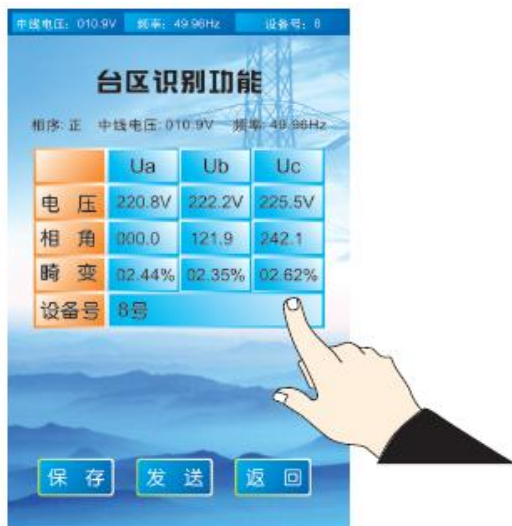 中线电压: 010.9V 频率: 49.96Hz 设备号: 8
台区识别功能
相序: 正 中线电压: 010.9V 频率: 49.96Hz
Ua Ub Uc
电压 220.8V 222.2V 225.5V
相角 000.0 121.9 242.1
畸变 02.44% 02.35% 02.62%
设备号 8号
保存 发送 返回